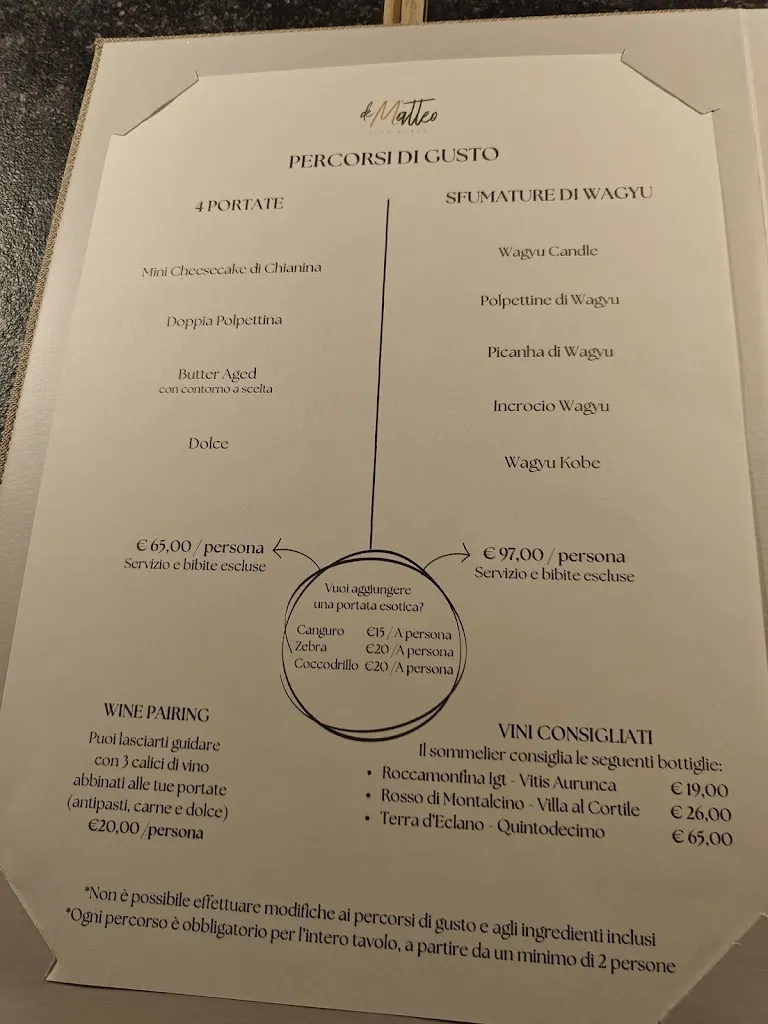 de Matteo
PERCORSI DI GUSTO
4 PORTATE
Mini Cheesecake di Chianina
Doppia Polpettina
Butter Aged
con contorno a scelta
Dolce
€ 65,00 / persona
Servizio e bibite escluse
SFUMATURE DI WAGYU
Wagyu Candle
Polpettine di Wagyu
Picanha di Wagyu
Incrocio Wagyu
Wagyu Kobe
€ 97,00 / persona
Servizio e bibite escluse
Vuoi aggiungere
una portata esotica?
Canguro €15 / A persona
Zebra €20 /A persona
Coccodrillo €20 /A persona
WINE PAIRING
Puoi lasciarti guidare
con 3 calici di vino
abbinati alle tue portate
(antipasti, carne e dolce)
€20,00 /persona
VINI CONSIGLIATI
Il sommelier consiglia le seguenti bottiglie:
• Roccamonfina Igt - Vitis Aurunca € 19,00
• Rosso di Montalcino - Villa al Cortile € 26,00
• Terra d'Eclano - Quintodecimo € 65,00
*Non è possibile effettuare modifiche ai percorsi di gusto e agli ingredienti inclusi
*Ogni percorso è obbligatorio per l'intero tavolo, a partire da un minimo di 2 persone